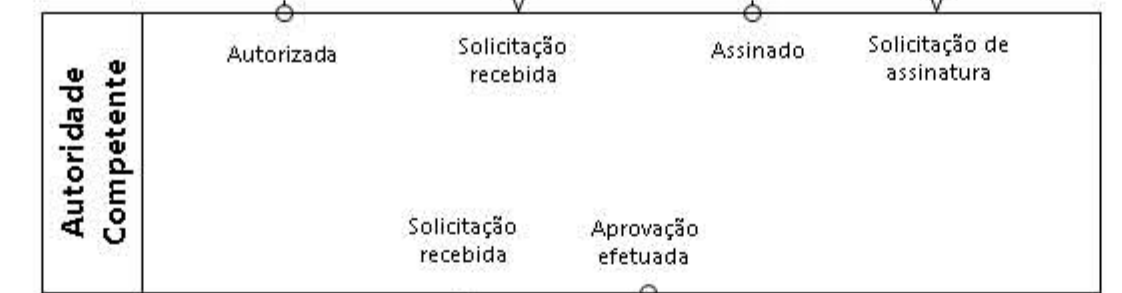 Autoridade
Competente
Autorizada
Solicitação
recebida
Assinado
Solicitação de
assinatura
Solicitação
recebida
Aprovação
efetuada